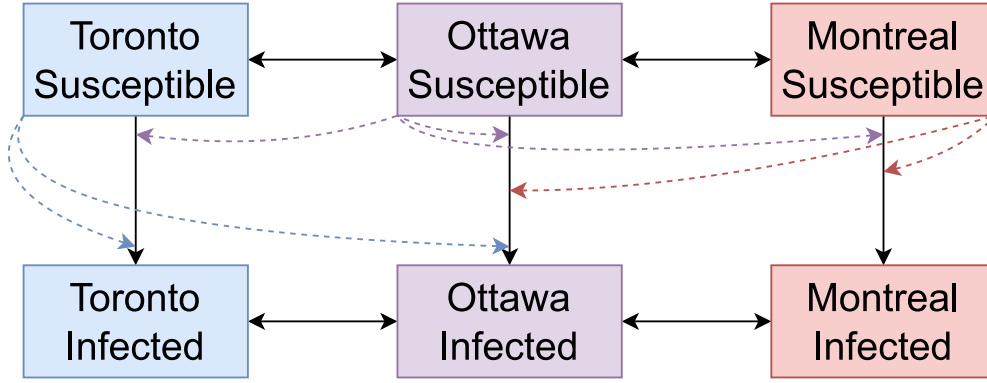 Toronto
Susceptible
Ottawa
Susceptible
Montreal
Susceptible
Toronto
Infected
Ottawa
Infected
Montreal
Infected